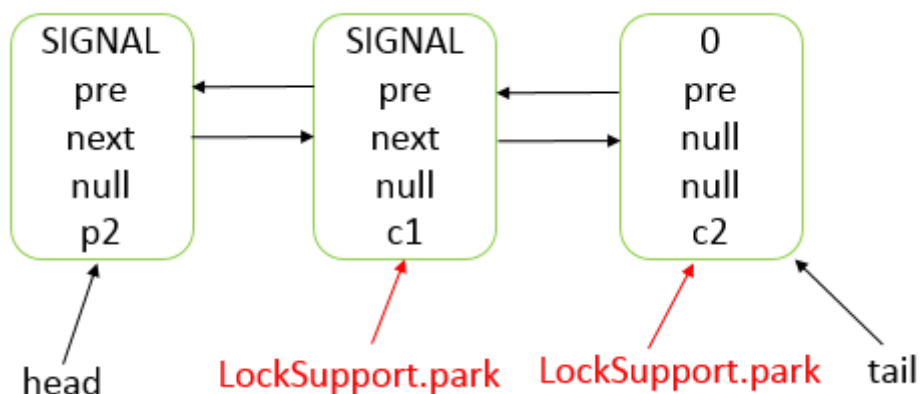 SIGNAL
pre
next
null
p2
SIGNAL
pre
next
null
c1
0
pre
null
null
c2
head
LockSupport.park
LockSupport.park
tail